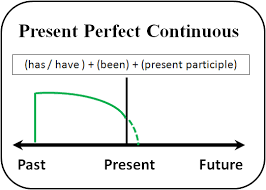 Present Perfect Continuous
(has / have ) + (been) + (present participle)
Past Present Future